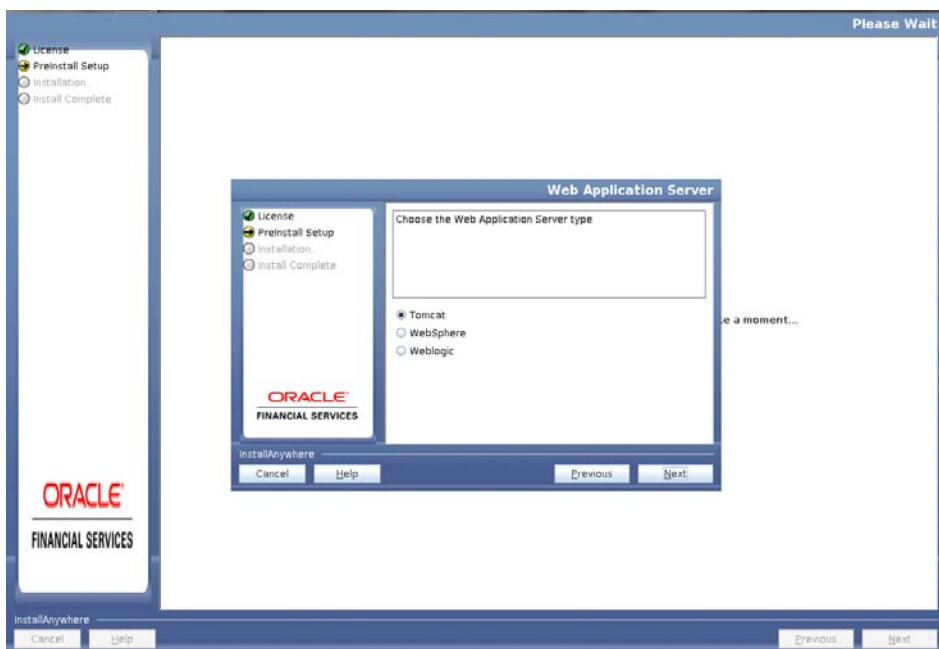 Please Wait
License
PreInstall Setup
Installation..
Install Complete
Web Application Server
License
PreInstall Setup
Installation..
Install Complete
Choose the Web Application Server type
Tomcat
WebSphere
Weblogic
e a moment...
ORACLE
FINANCIAL SERVICES
InstallAnywhere
Cancel
Help
Previous
Next
ORACLE
FINANCIAL SERVICES
InstallAnywhere
Cancel
Help
Previous
Next